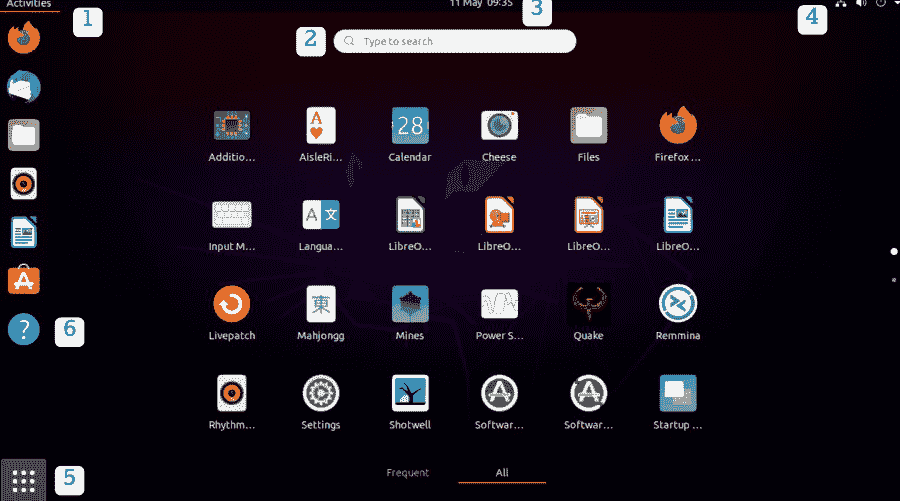 Activities
1
11 May 09:35
3
4
2
Type to search
28
Additio...
A
AisleRi...
Calendar
Cheese
Files
Firefox ...
Input M...
A 文
Langua...
LibreO...
LibreO...
LibreO...
LibreO...
Livepatch
東
Mahjongg
Mines
Power S...
Quake
Remmina
?
6
Rhythm...
Settings
Shotwell
Softwar...
Softwar...
Startup ...
5
Frequent
All